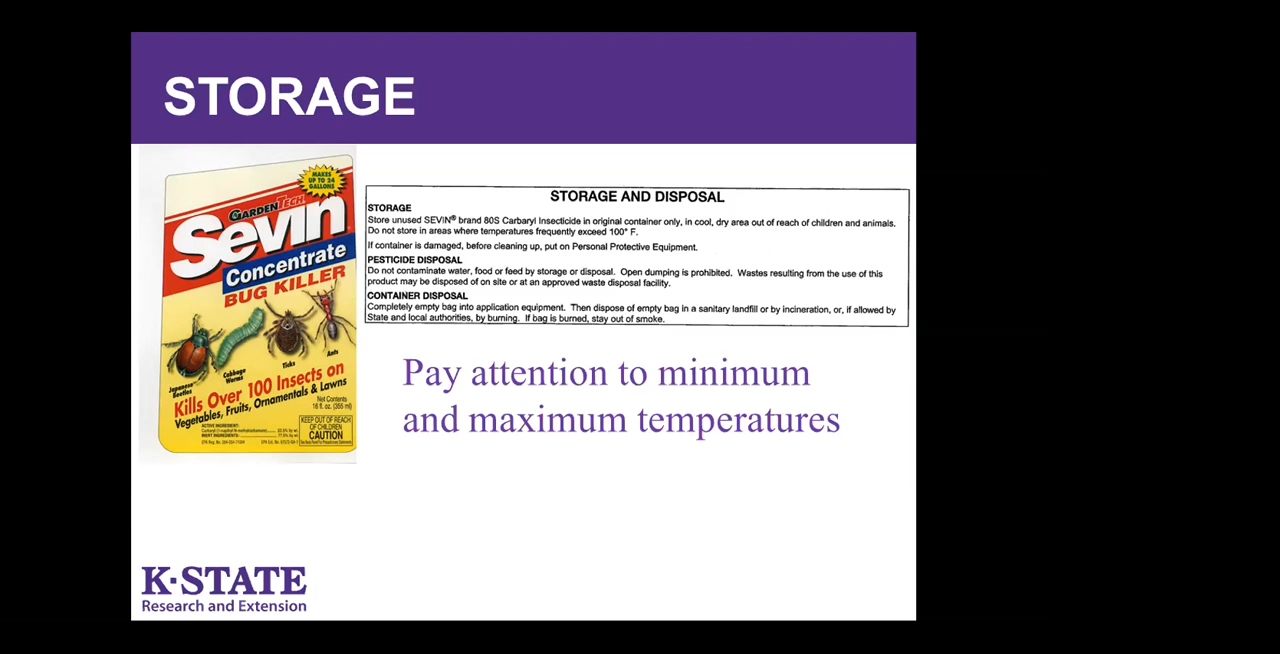 STORAGE
MAKES
UP TO 24
GALLONS
GARDENTECH
Sevin
Concentrate
BUG KILLER
Japanese
Beetles
Cabbage
Worms
Ticks
Ants
Kills Over 100 Insects on
Vegetables, Fruits, Ornamentals & Lawns
Net Contents
16 fl. oz. (355 ml)
ACTIVE INGREDIENT:
INERT INGREDIENTS:
KEEP OUT OF REACH
OF CHILDREN
CAUTION
STORAGE AND DISPOSAL
STORAGE
Store unused SEVIN® brand 80S Carbaryl Insecticide in original container only, in cool, dry area out of reach of children and animals.
Do not store in areas where temperatures frequently exceed 100° F.
If container is damaged, before cleaning up, put on Personal Protective Equipment.
PESTICIDE DISPOSAL
Do not contaminate water, food or feed by storage or disposal. Open dumping is prohibited. Wastes resulting from the use of this
product may be disposed of on site or at an approved waste disposal facility.
CONTAINER DISPOSAL
Completely empty bag into application equipment. Then dispose of empty bag in a sanitary landfill or by incineration, or, if allowed by
State and local authorities, by burning. If bag is burned, stay out of smoke.
Pay attention to minimum
and maximum temperatures
K·STATE
Research and Extension